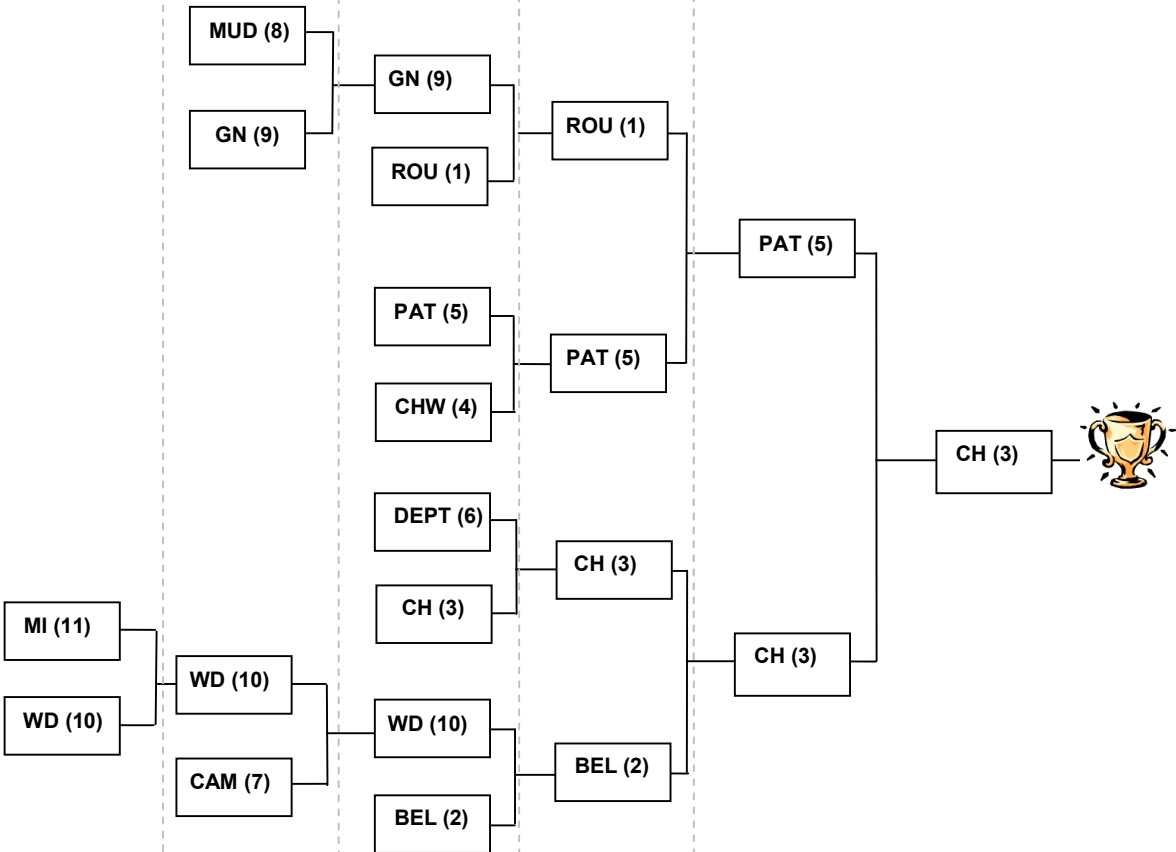 MUD (8)
GN (9)
GN (9)
ROU (1)
ROU (1)
PAT (5)
PAT (5)
CHW (4)
PAT (5)
CH (3)
DEPT (6)
CH (3)
CH (3)
MI (11)
WD (10)
WD (10)
CAM (7)
WD (10)
BEL (2)
BEL (2)
CH (3)